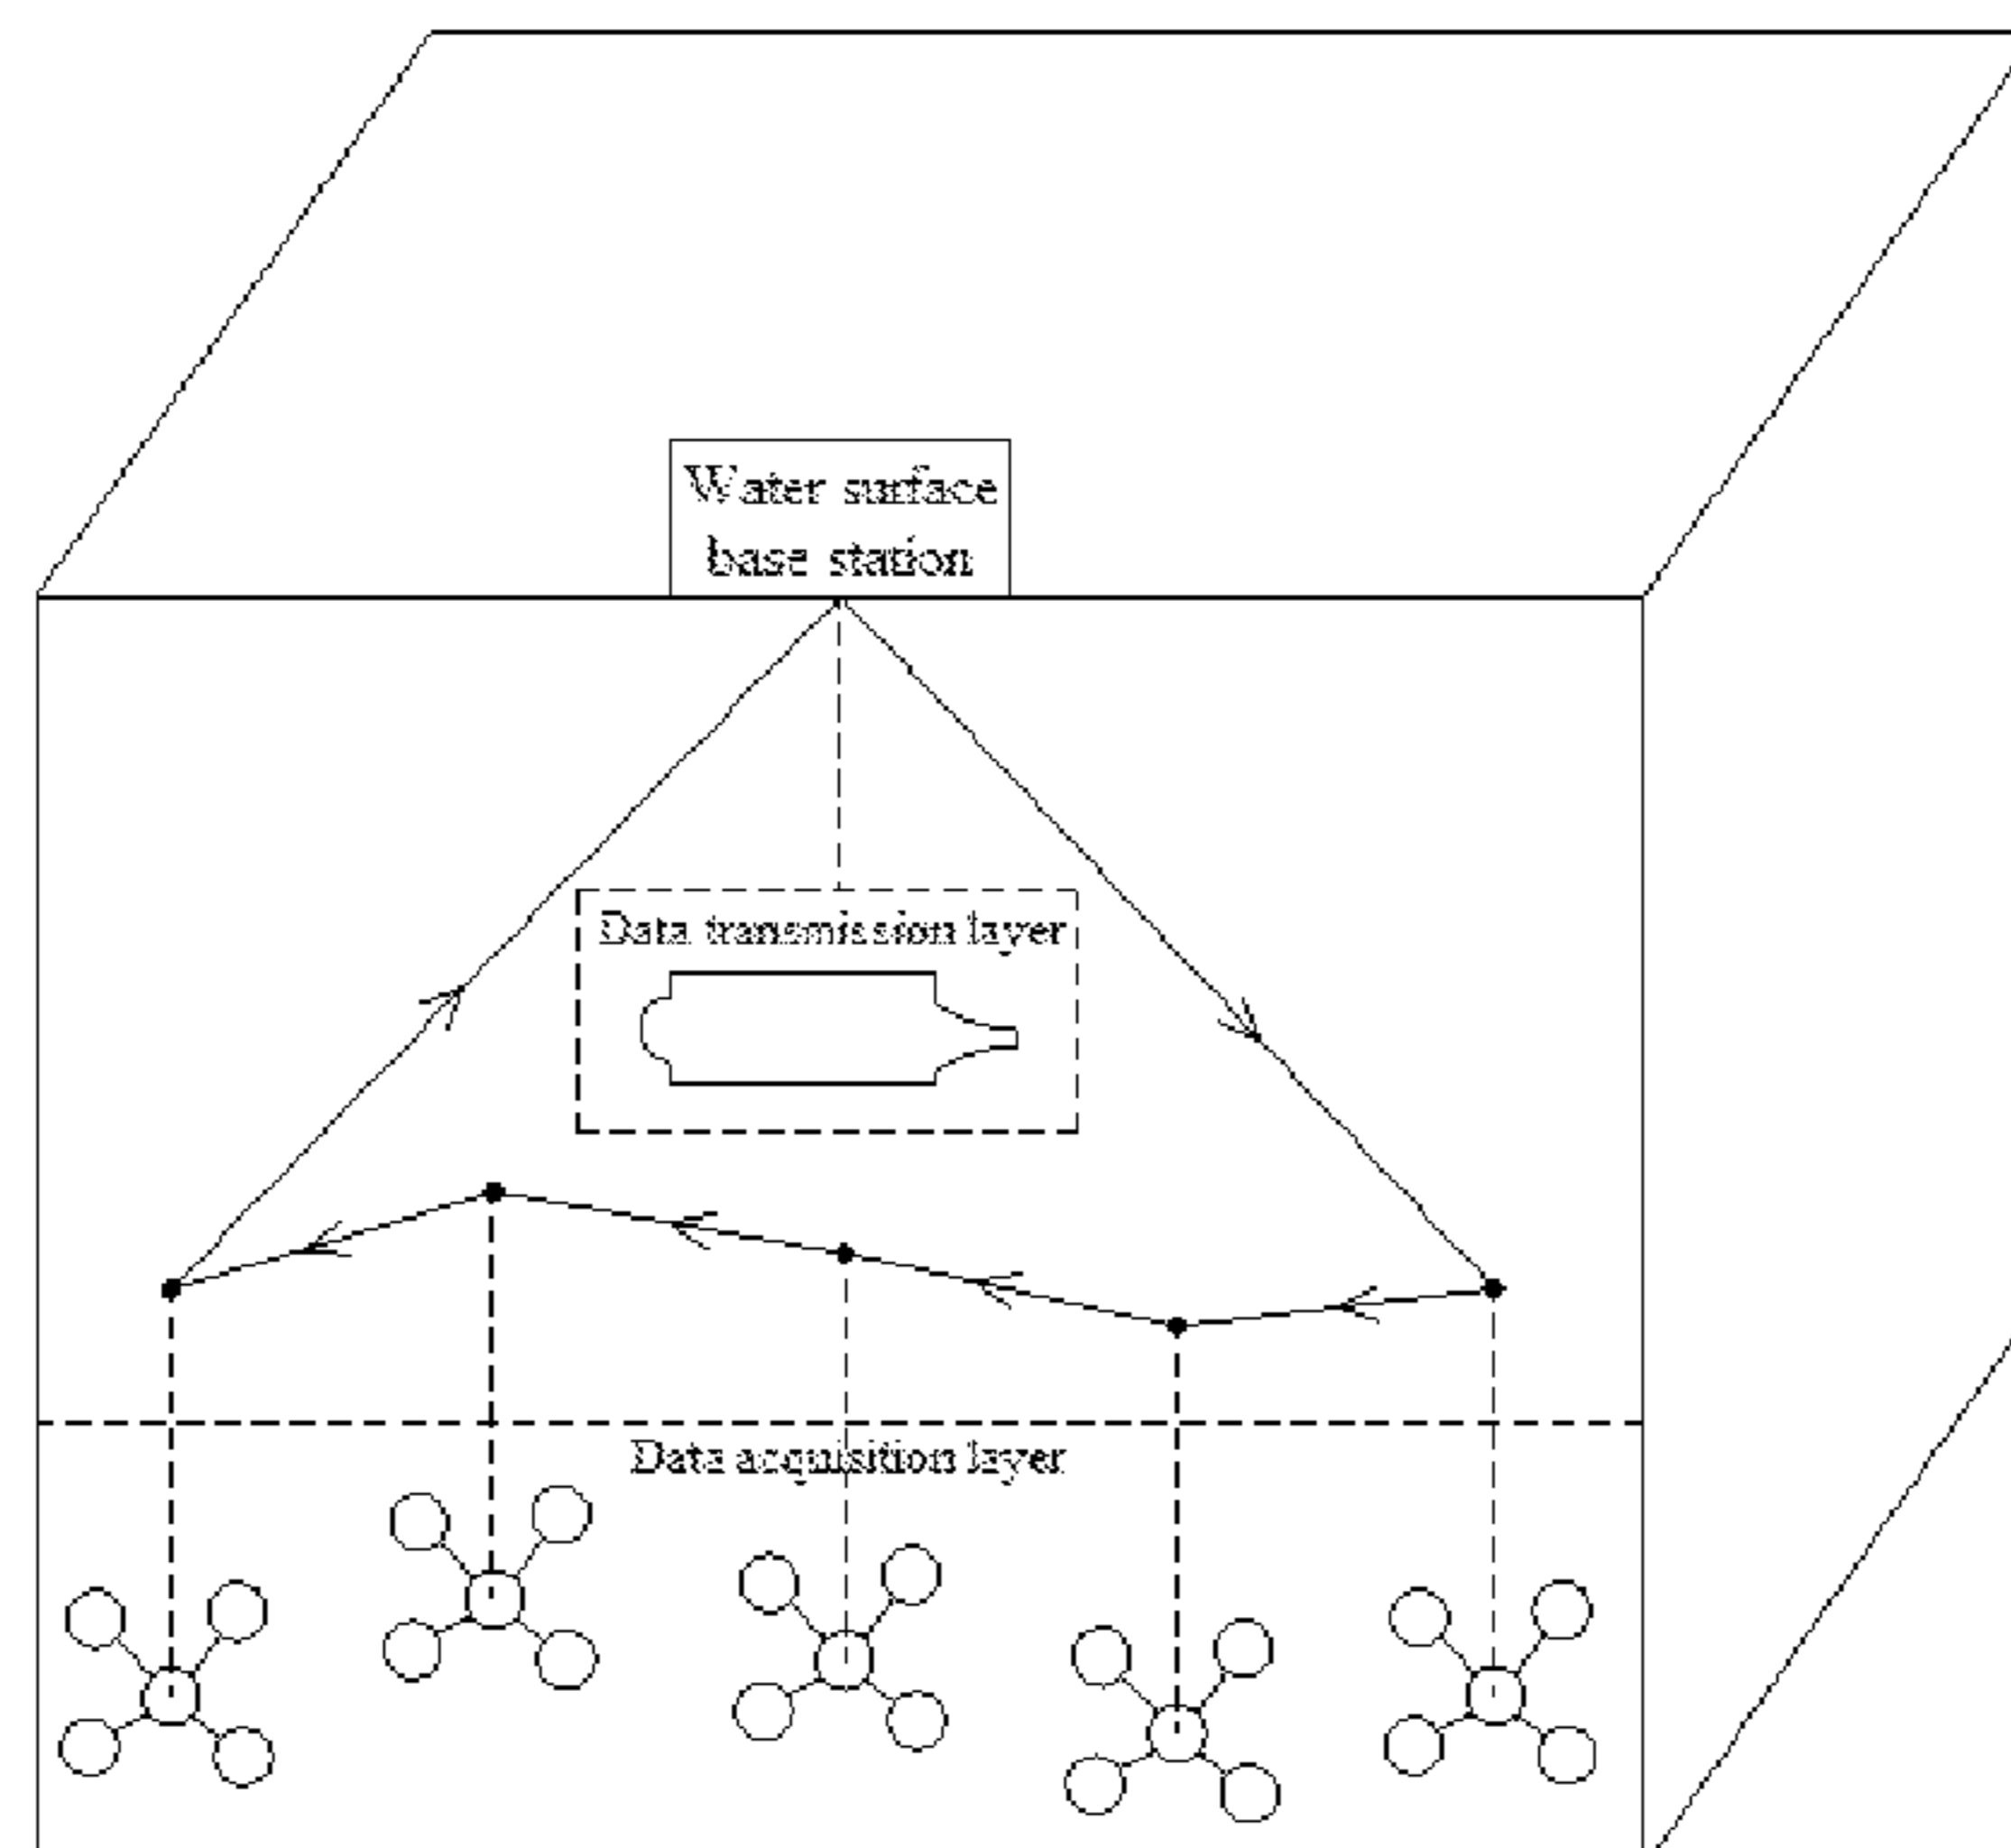 Water surface
base station
Data transmission layer
Data acquisition layer